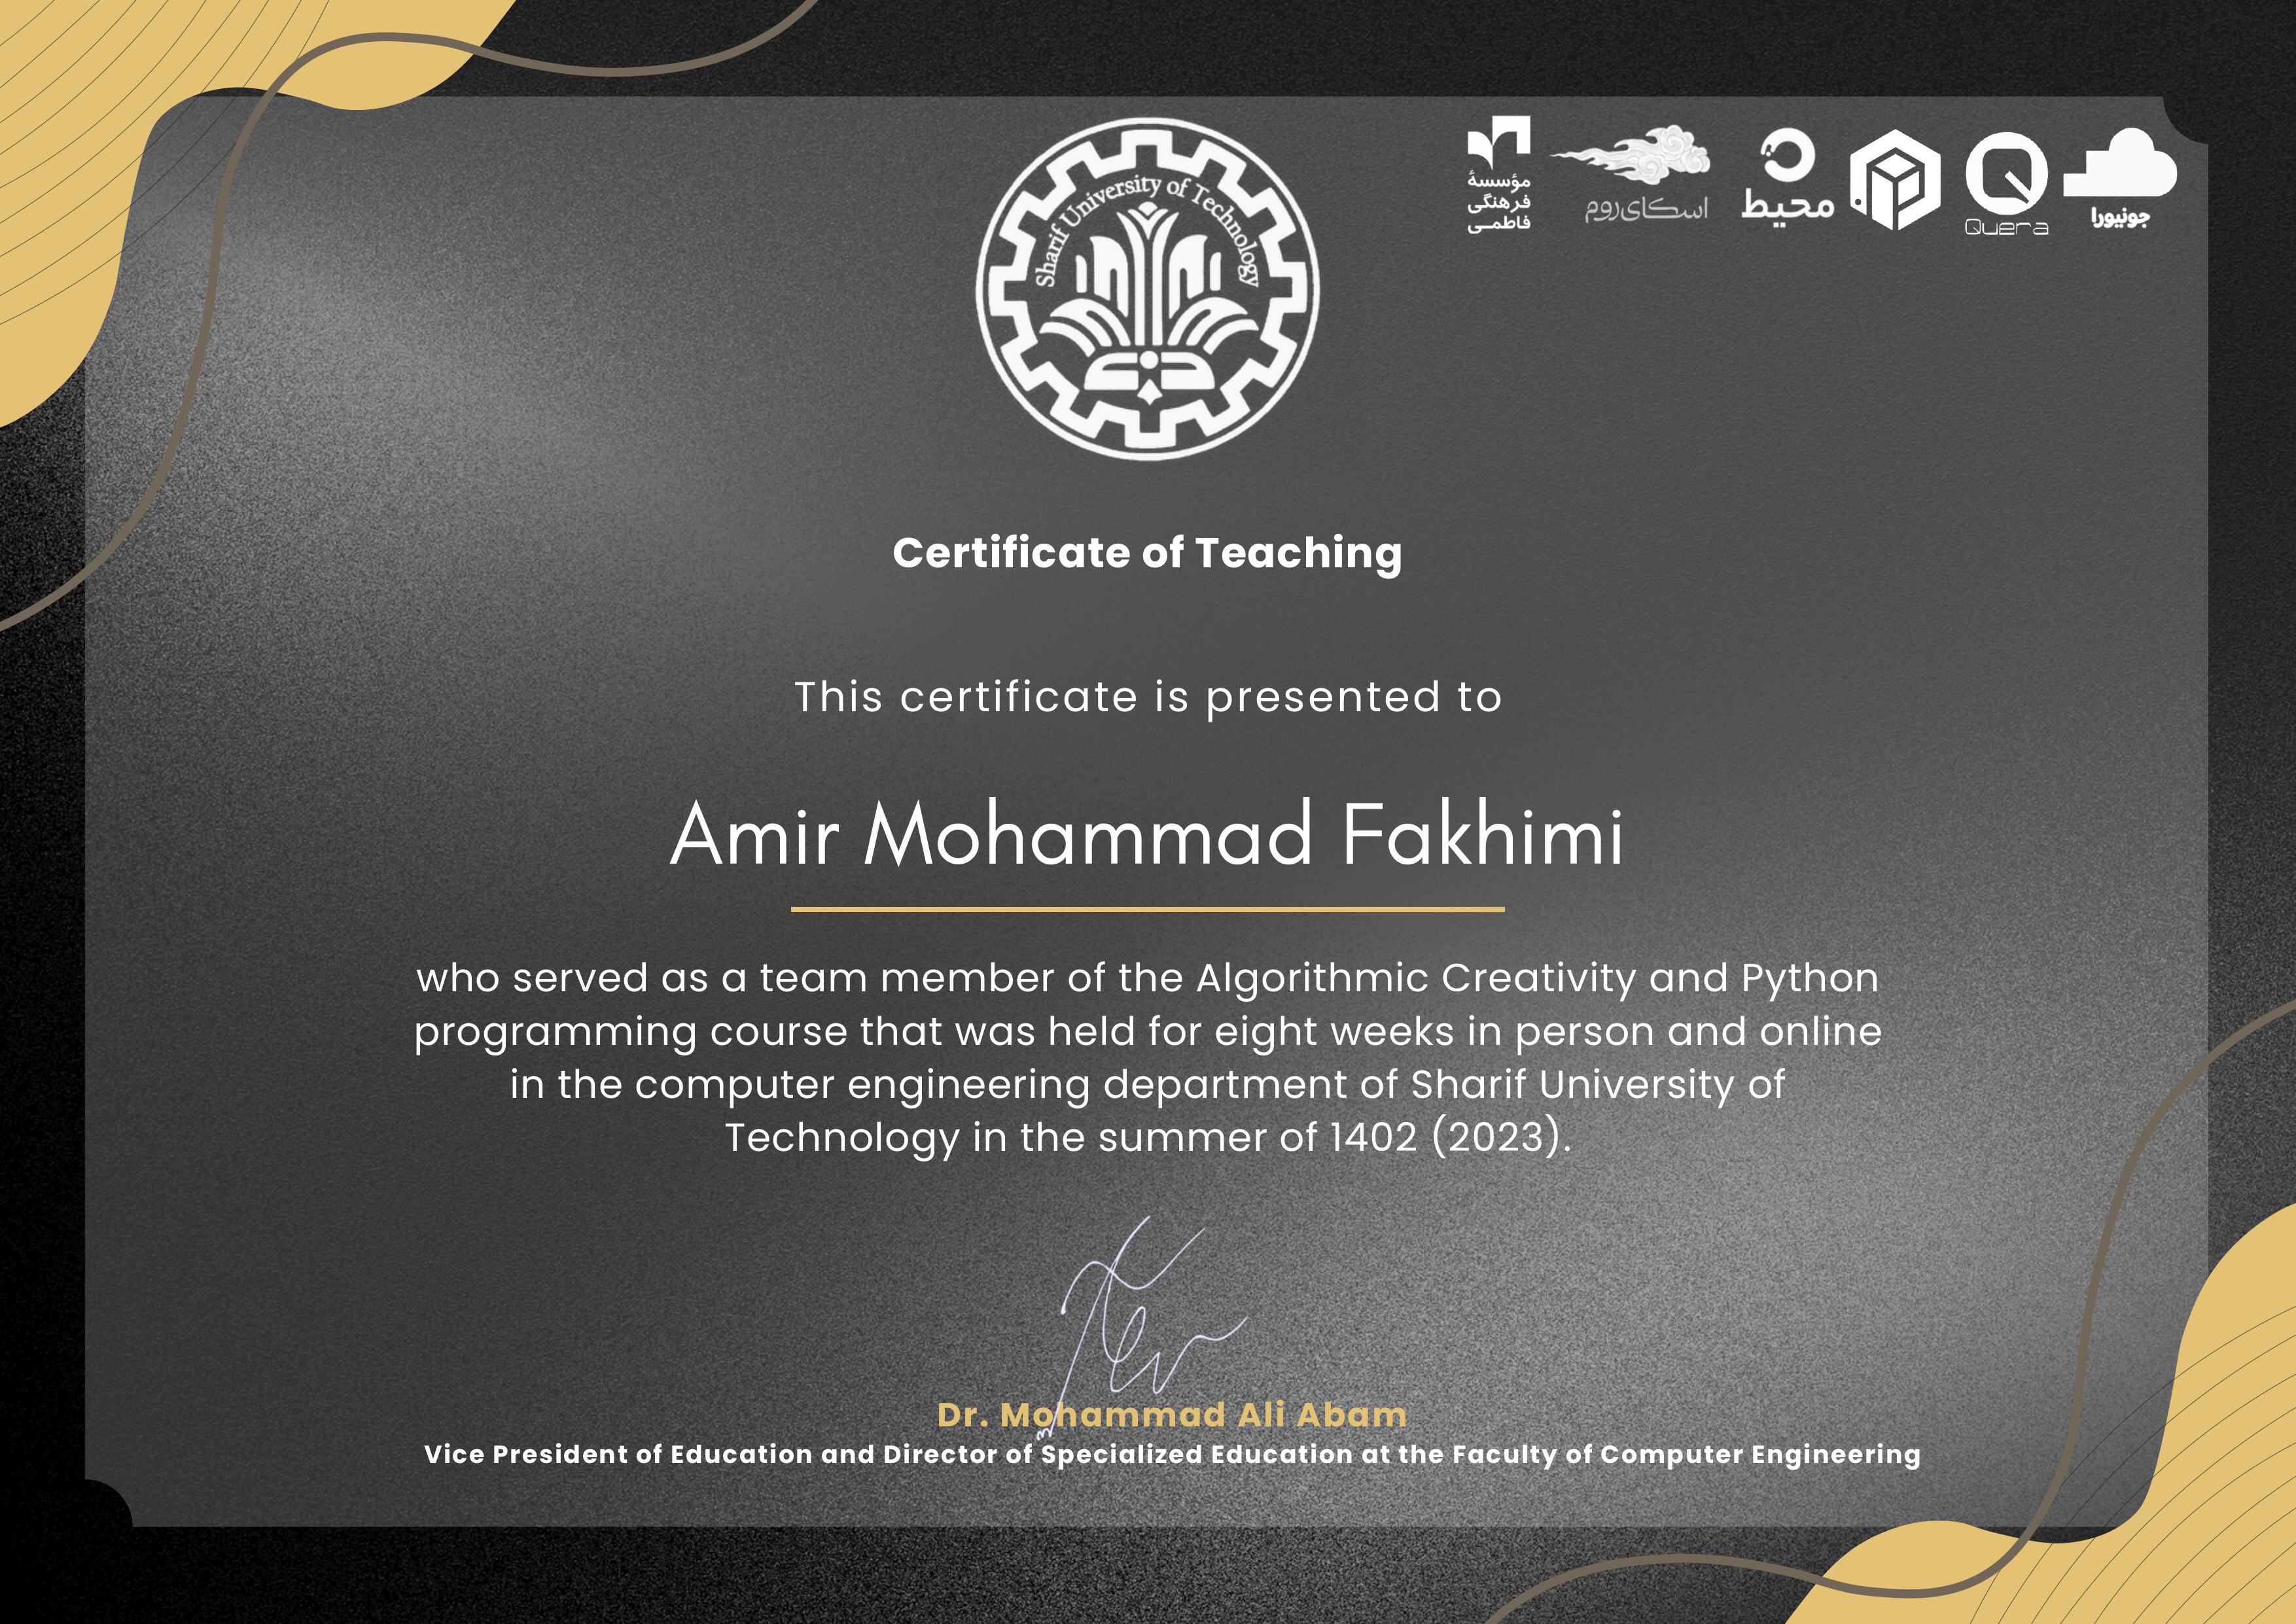 Sharif University of Technology
مؤسسهٔ
فرهنگی
فاطمی
اسکای‌روم
محیط
Quera
جونیورا
Certificate of Teaching
This certificate is presented to
Amir Mohammad Fakhimi
who served as a team member of the Algorithmic Creativity and Python
programming course that was held for eight weeks in person and online
in the computer engineering department of Sharif University of
Technology in the summer of 1402 (2023).
Dr. Mohammad Ali Abam
Vice President of Education and Director of Specialized Education at the Faculty of Computer Engineering